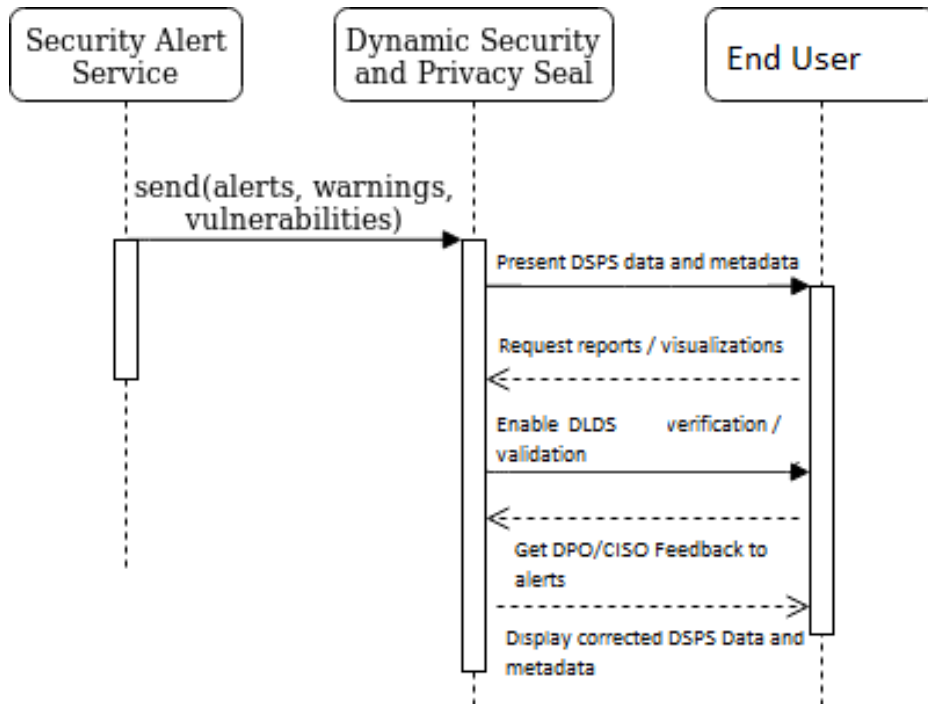 Security Alert
Service
Dynamic Security
and Privacy Seal
End User
send(alerts, warnings,
vulnerabilities)
Present DSPS data and metadata
Request reports / visualizations
Enable DLDS verification /
validation
Get DPO/CISO Feedback to
alerts
Display corrected DSPS Data and
metadata